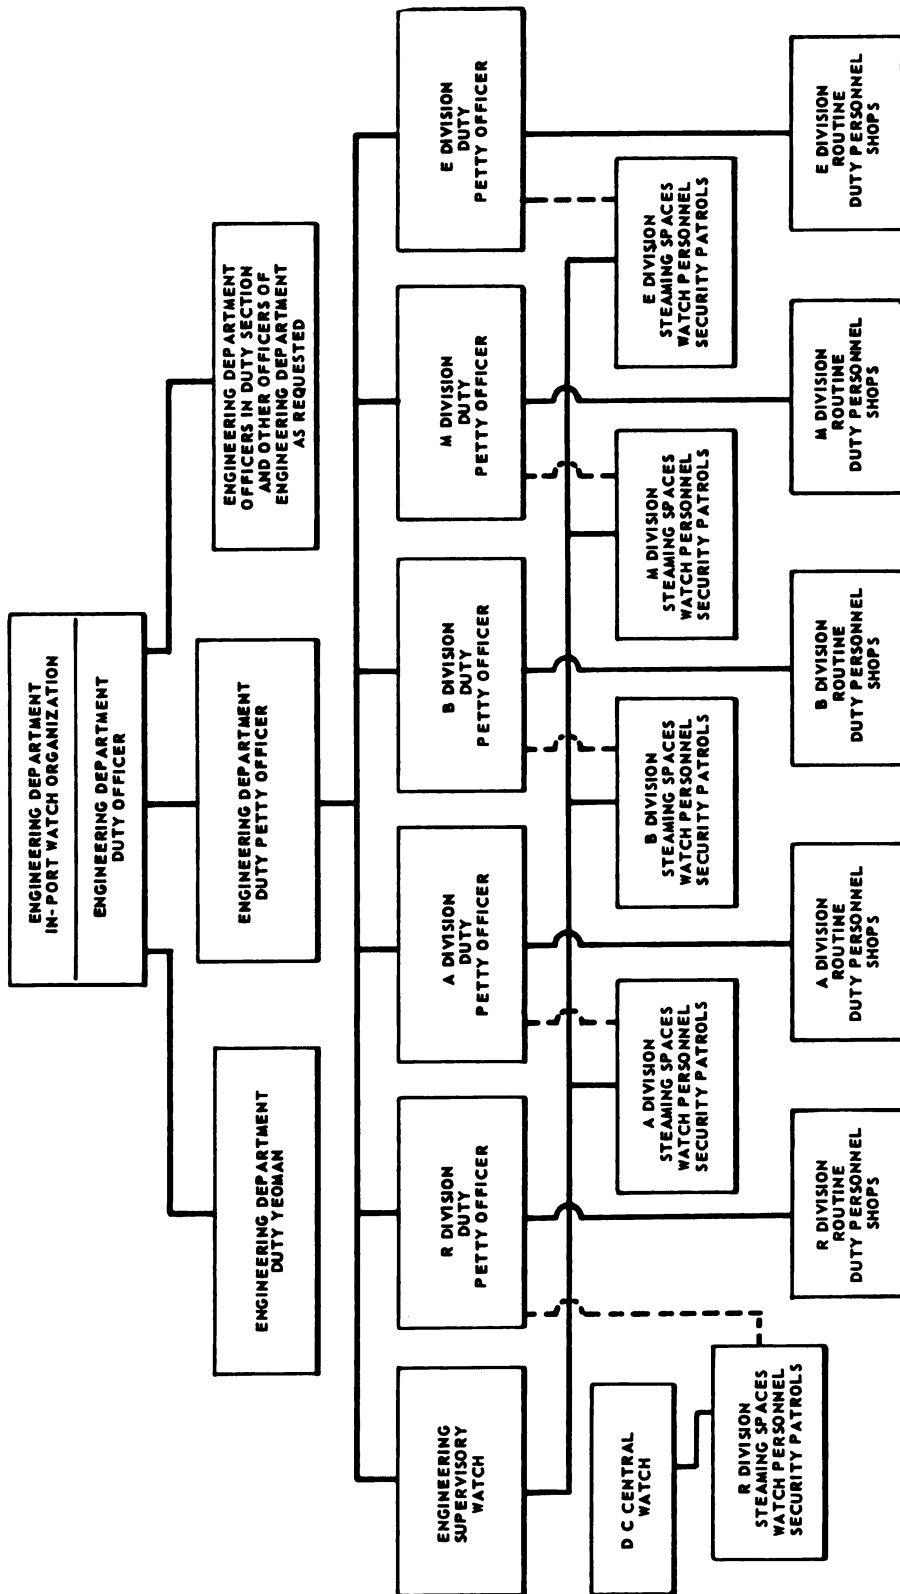 ENGINEERING DEPARTMENT
IN-PORT WATCH ORGANIZATION
ENGINEERING DEPARTMENT
DUTY OFFICER
ENGINEERING DEPARTMENT
DUTY YEOMAN
ENGINEERING DEPARTMENT
DUTY PETTY OFFICER
ENGINEERING DEPARTMENT
OFFICERS IN DUTY SECTION
AND OTHER OFFICERS OF
ENGINEERING DEPARTMENT
AS REQUESTED
ENGINEERING
SUPERVISORY
WATCH
R DIVISION
DUTY
PETTY OFFICER
A DIVISION
DUTY
PETTY OFFICER
B DIVISION
DUTY
PETTY OFFICER
M DIVISION
DUTY
PETTY OFFICER
E DIVISION
DUTY
PETTY OFFICER
D C CENTRAL
WATCH
A DIVISION
STEAMING SPACES
WATCH PERSONNEL
SECURITY PATROLS
B DIVISION
STEAMING SPACES
WATCH PERSONNEL
SECURITY PATROLS
M DIVISION
STEAMING SPACES
WATCH PERSONNEL
SECURITY PATROLS
E DIVISION
STEAMING SPACES
WATCH PERSONNEL
SECURITY PATROLS
R DIVISION
STEAMING SPACES
WATCH PERSONNEL
SECURITY PATROLS
R DIVISION
ROUTINE
DUTY PERSONNEL
SHOPS
A DIVISION
ROUTINE
DUTY PERSONNEL
SHOPS
B DIVISION
ROUTINE
DUTY PERSONNEL
SHOPS
M DIVISION
ROUTINE
DUTY PERSONNEL
SHOPS
E DIVISION
ROUTINE
DUTY PERSONNEL
SHOPS